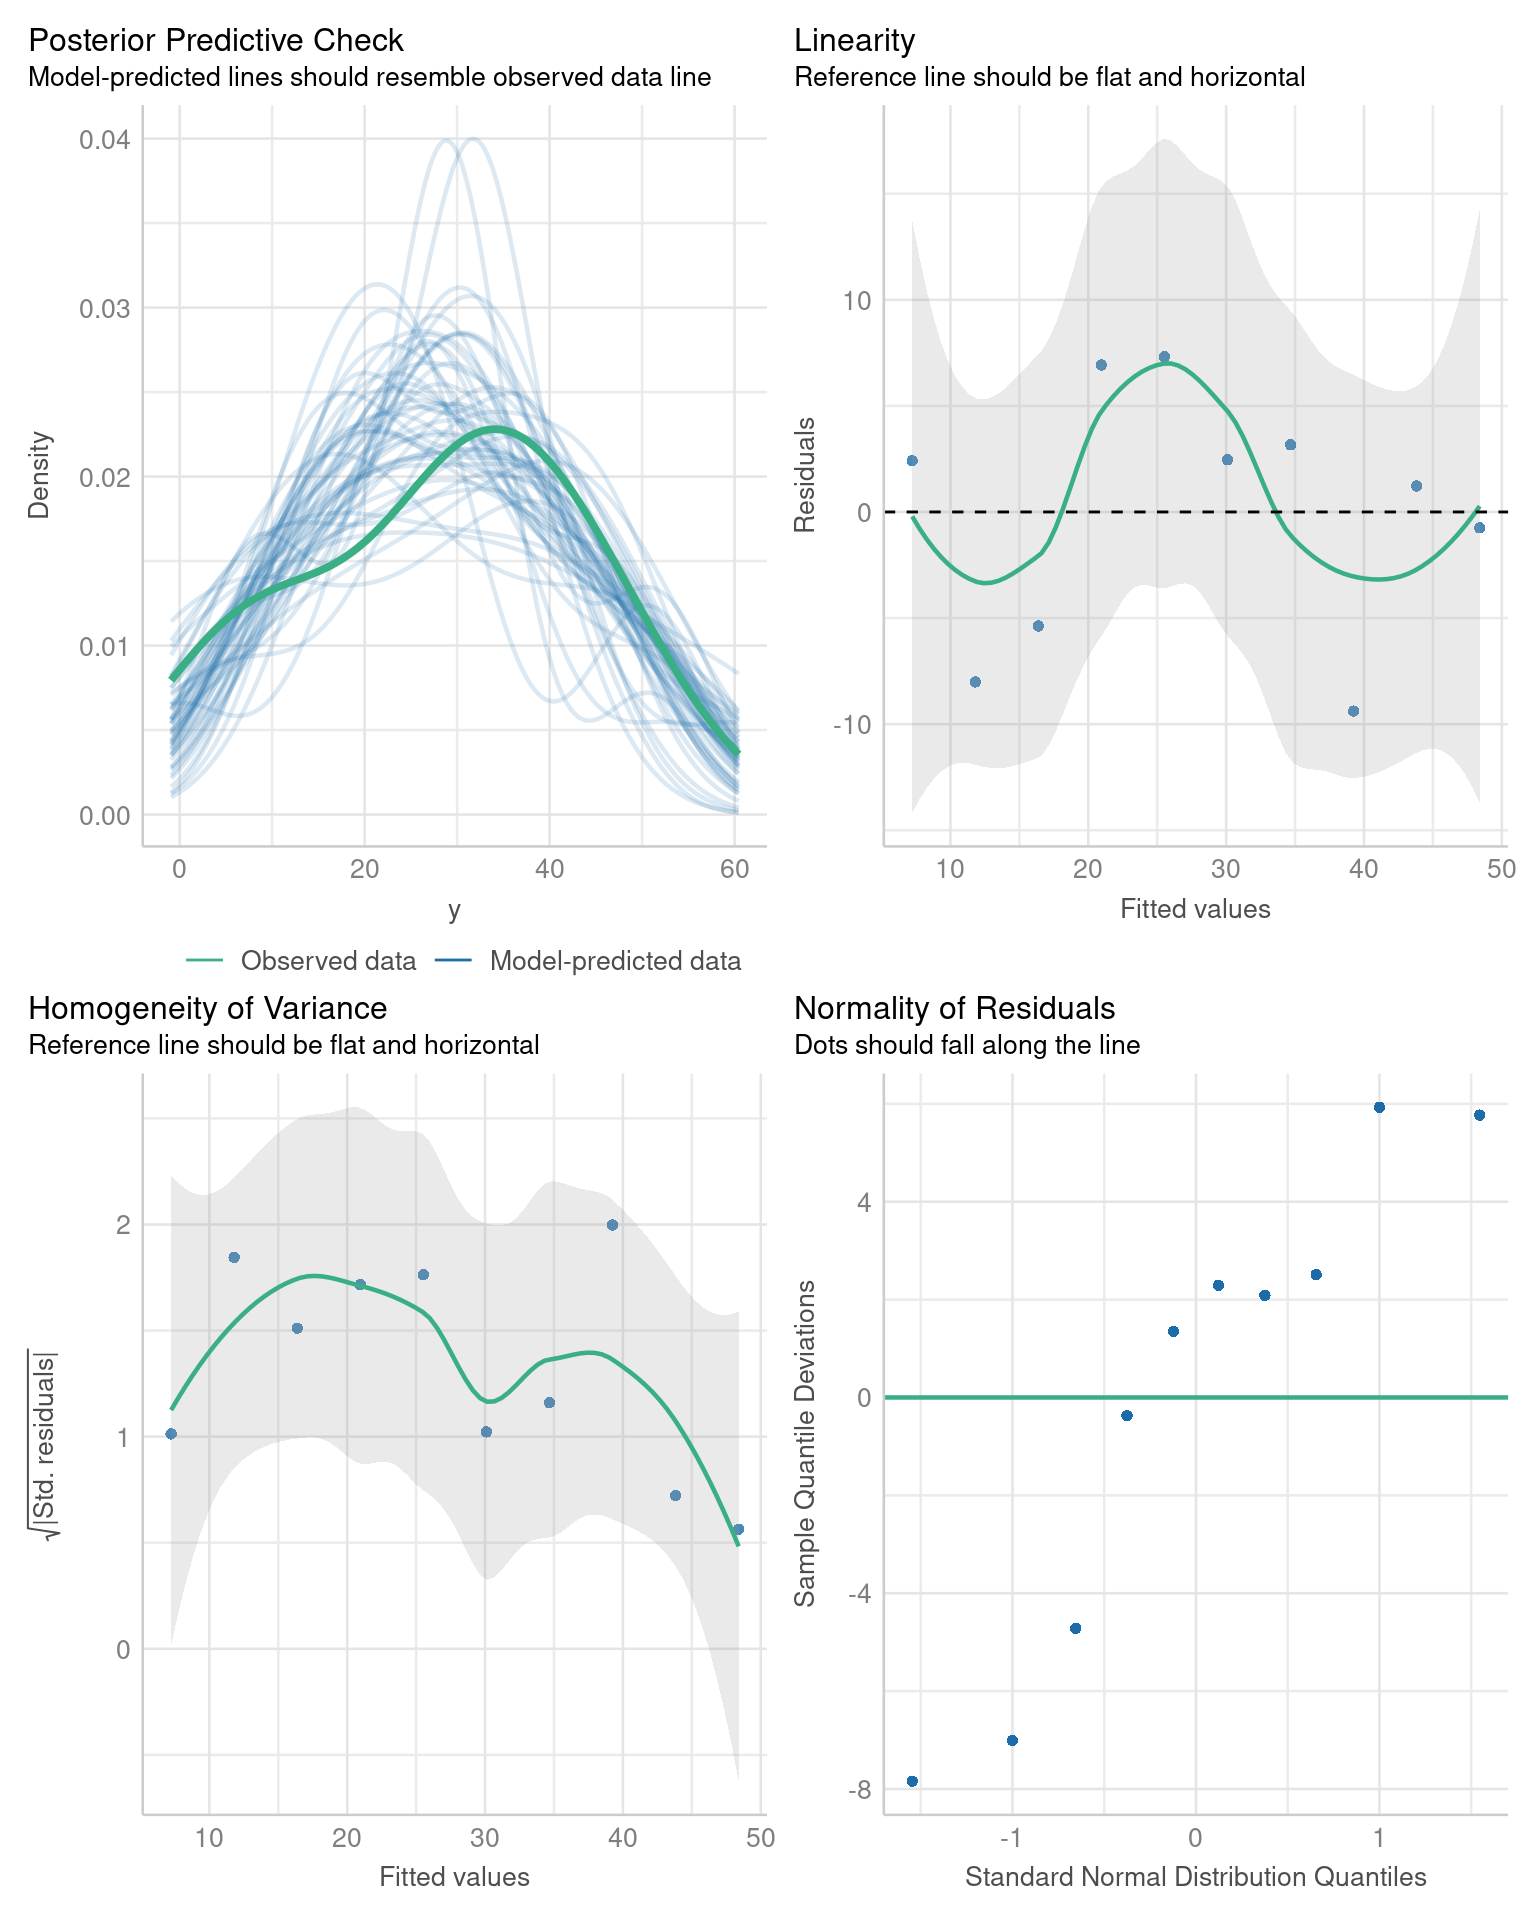 Posterior Predictive Check
Model-predicted lines should resemble observed data line
0.04
0.03
0.02
0.01
0.00
Density
0 20 40 60
y
Observed data Model-predicted data
Linearity
Reference line should be flat and horizontal
10
0
-10
Residuals
10 20 30 40 50
Fitted values
Homogeneity of Variance
Reference line should be flat and horizontal
2
1
0
√|Std. residuals|
10 20 30 40 50
Fitted values
Normality of Residuals
Dots should fall along the line
4
0
-4
-8
Sample Quantile Deviations
-1 0 1
Standard Normal Distribution Quantiles